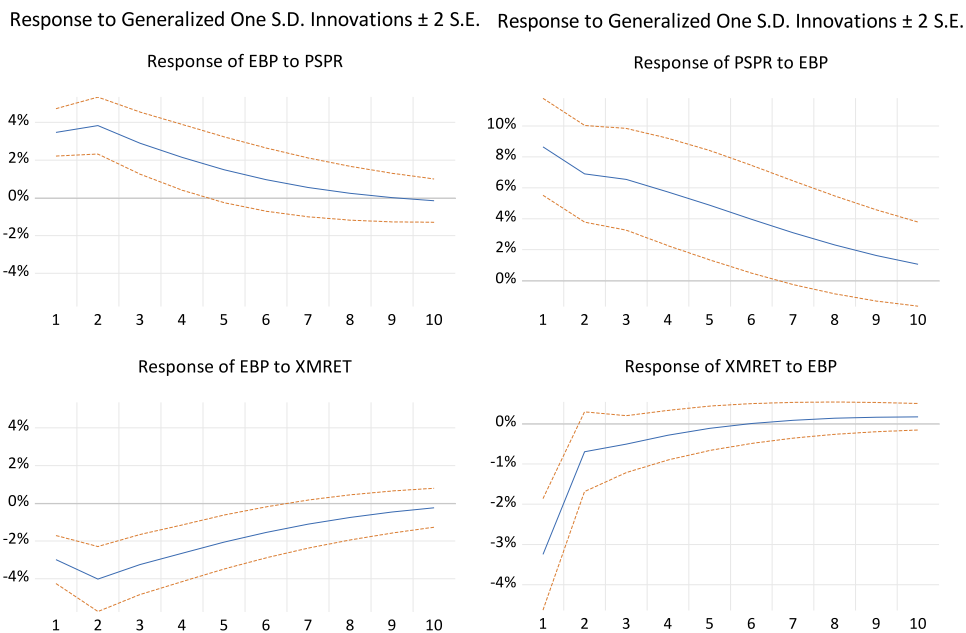 Response to Generalized One S.D. Innovations ± 2 S.E.
Response of EBP to PSPR
4%
2%
0%
-2%
-4%
1 2 3 4 5 6 7 8 9 10
Response to Generalized One S.D. Innovations ± 2 S.E.
Response of PSPR to EBP
10%
8%
6%
4%
2%
0%
1 2 3 4 5 6 7 8 9 10
Response of EBP to XMRET
4%
2%
0%
-2%
-4%
1 2 3 4 5 6 7 8 9 10
Response of XMRET to EBP
0%
-1%
-2%
-3%
-4%
1 2 3 4 5 6 7 8 9 10